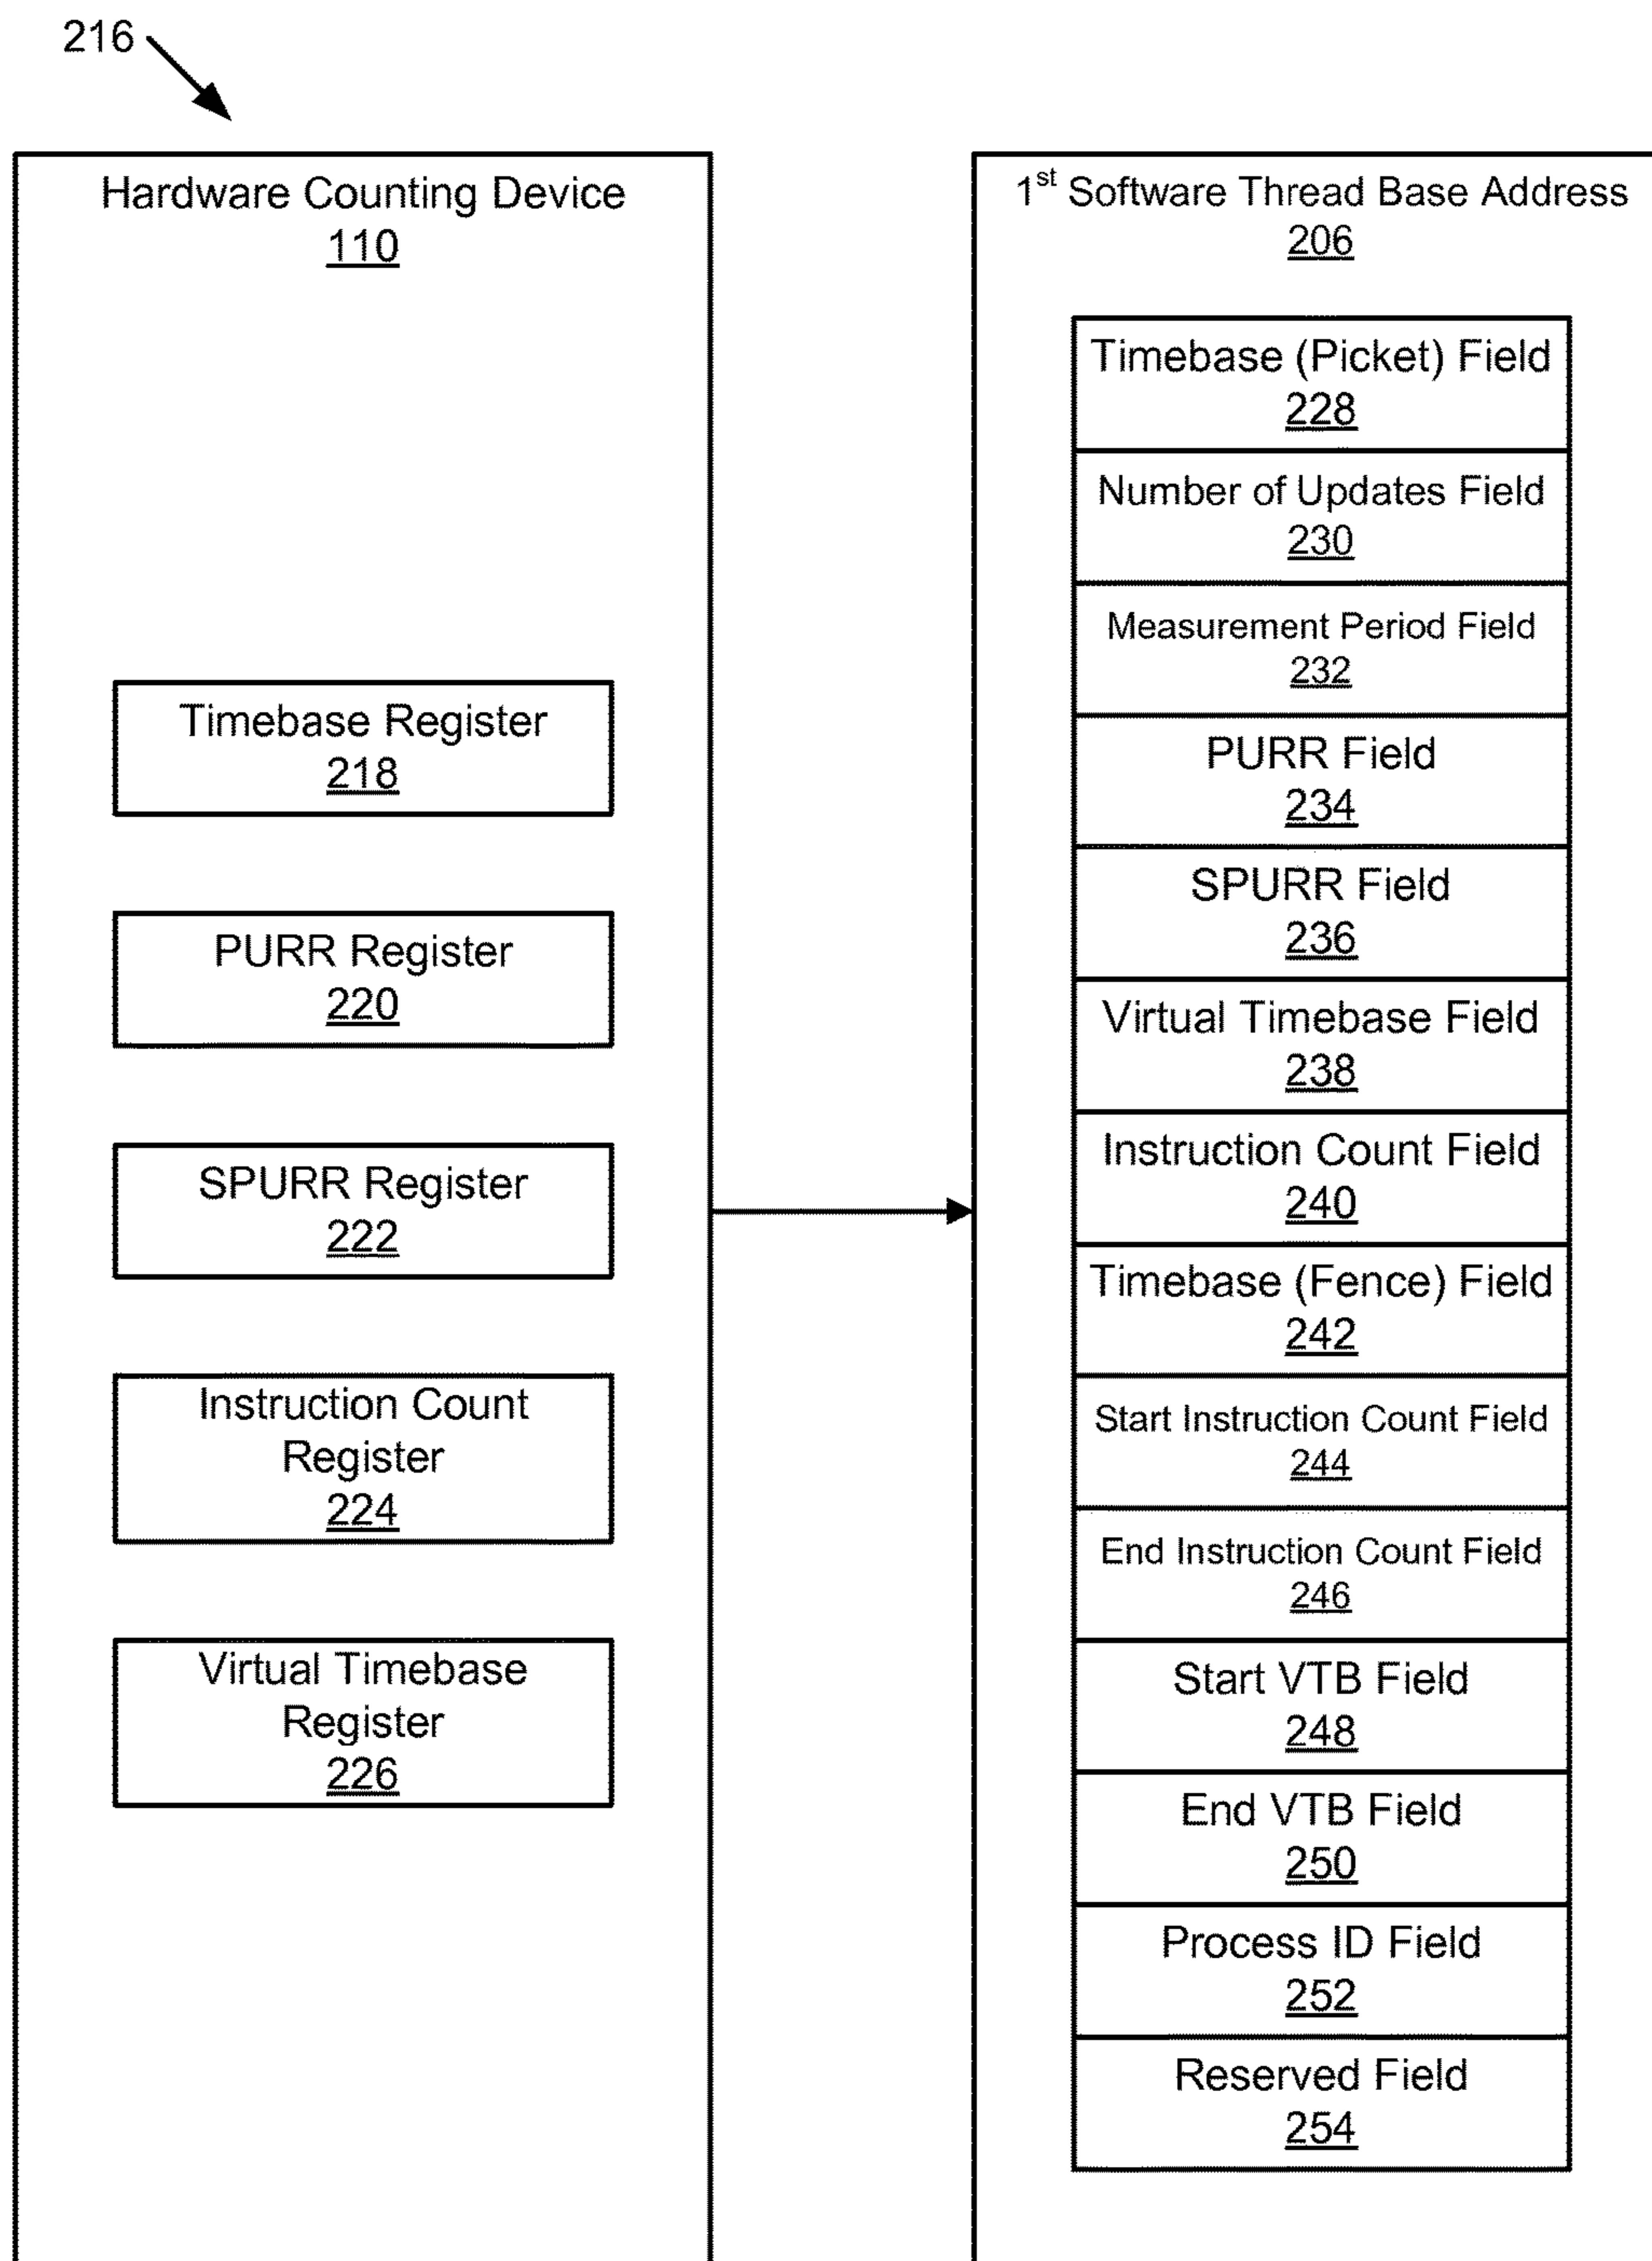 216
Hardware Counting Device
110
Timebase Register
218
PURR Register
220
SPURR Register
222
Instruction Count
Register
224
Virtual Timebase
Register
226
1st Software Thread Base Address
206
Timebase (Picket) Field
228
Number of Updates Field
230
Measurement Period Field
232
PURR Field
234
SPURR Field
236
Virtual Timebase Field
238
Instruction Count Field
240
Timebase (Fence) Field
242
Start Instruction Count Field
244
End Instruction Count Field
246
Start VTB Field
248
End VTB Field
250
Process ID Field
252
Reserved Field
254